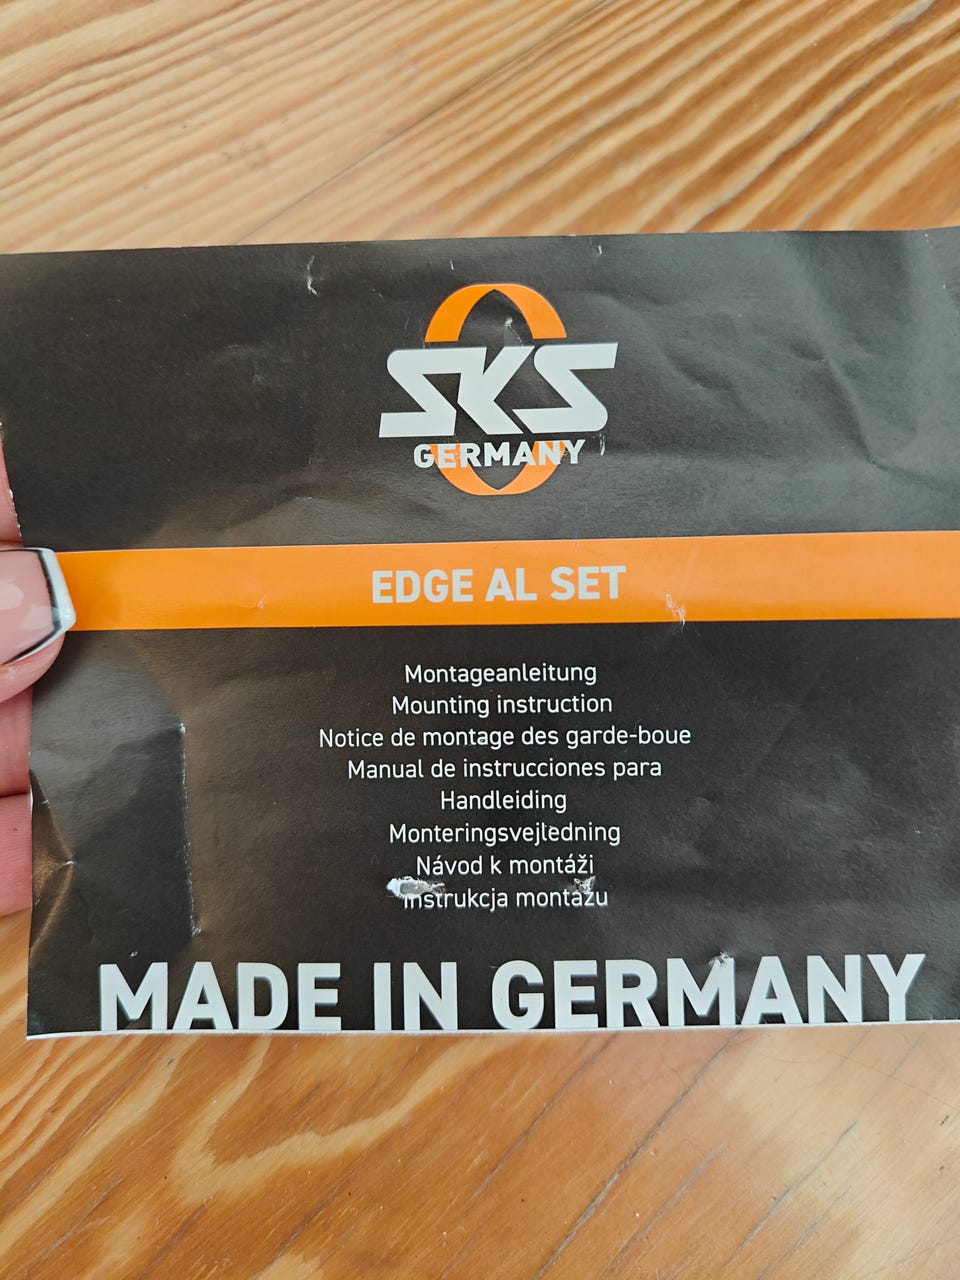 SKS
GERMANY
EDGE AL SET
Montageanleitung
Mounting instruction
Notice de montage des garde-boue
Manual de instrucciones para
Handleiding
Monteringsvejledning
Návod k montáži
Instrukcja montażu
MADE IN GERMANY